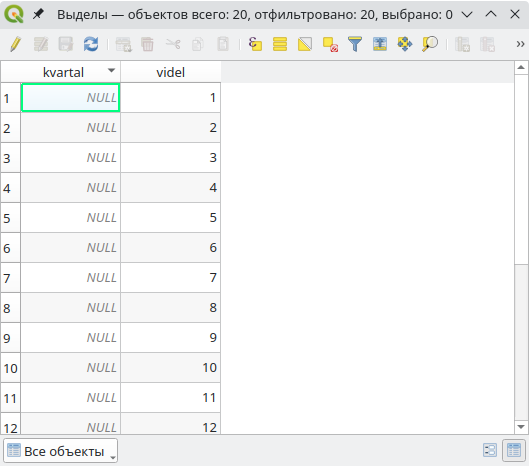 Выделы — объектов всего: 20, отфильтровано: 20, выбрано: 0
kvartal videl
1 NULL 1
2 NULL 2
3 NULL 3
4 NULL 4
5 NULL 5
6 NULL 6
7 NULL 7
8 NULL 8
9 NULL 9
10 NULL 10
11 NULL 11
12 NULL 12
Все объекты